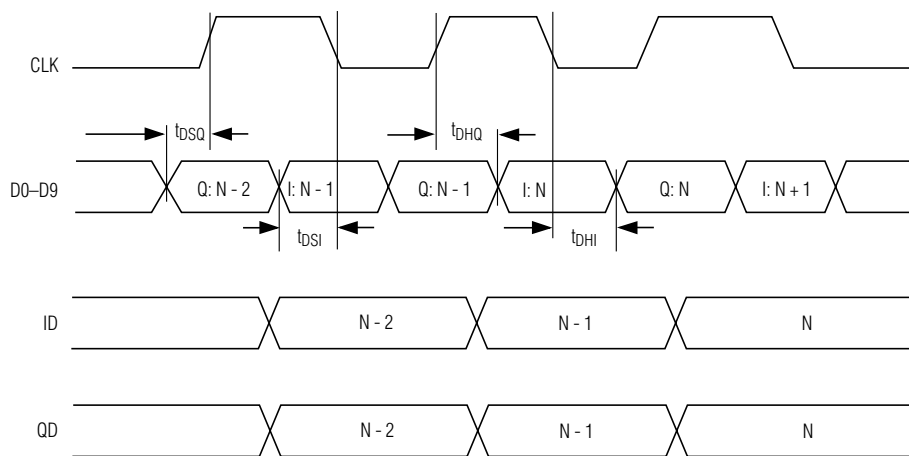 CLK
tDSQ
tDHQ
D0–D9
Q: N - 2
I: N - 1
Q: N - 1
I: N
Q: N
I: N + 1
tDSI
tDHI
ID
N - 2
N - 1
N
QD
N - 2
N - 1
N